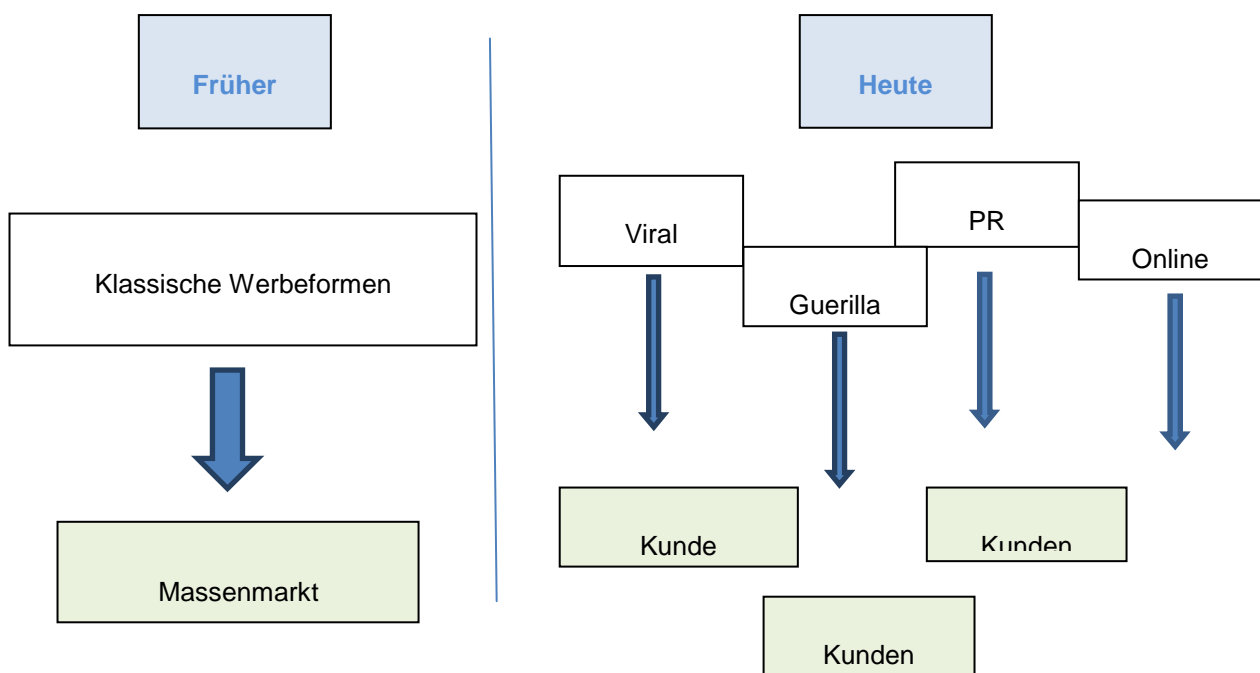 Früher
Heute
Klassische Werbeformen
Viral
Guerilla
PR
Online
Massenmarkt
Kunde
Kunden
Kunden